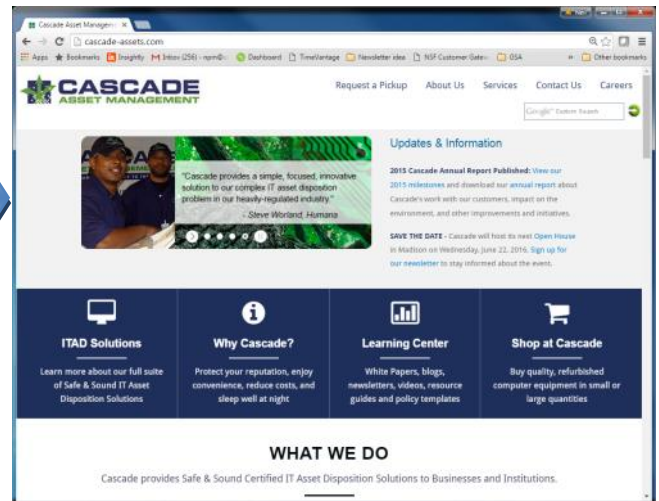 Cascade Asset Manageme
cascade-assets.com
Apps
Bookmarks
Insightly
Dashboard
TimeVantage
Newsletter idea
NSF Customer Gate
OSA
»
Other bookmarks
CASCADE
ASSET MANAGEMENT
Request a Pickup
About Us
Services
Contact Us
Careers
Google™ Custom Search
"Cascade provides a simple, focused, innovative
solution to our complex IT asset disposition
problem in our heavily-regulated industry."
- Steve Worland, Humana
Updates & Information
2015 Cascade Annual Report Published: View our
2015 milestones and download our annual report about
Cascade's work with our customers, impact on the
environment, and other improvements and initiatives.
SAVE THE DATE - Cascade will host its next Open House
in Madison on Wednesday, June 22, 2016. Sign up for
our newsletter to stay informed about the event.
ITAD Solutions
Learn more about our full suite
of Safe & Sound IT Asset
Disposition Solutions
Why Cascade?
Protect your reputation, enjoy
convenience, reduce costs, and
sleep well at night
Learning Center
White Papers, blogs,
newsletters, videos, resource
guides and policy templates
Shop at Cascade
Buy quality, refurbished
computer equipment in small or
large quantities
WHAT WE DO
Cascade provides Safe & Sound Certified IT Asset Disposition Solutions to Businesses and Institutions.